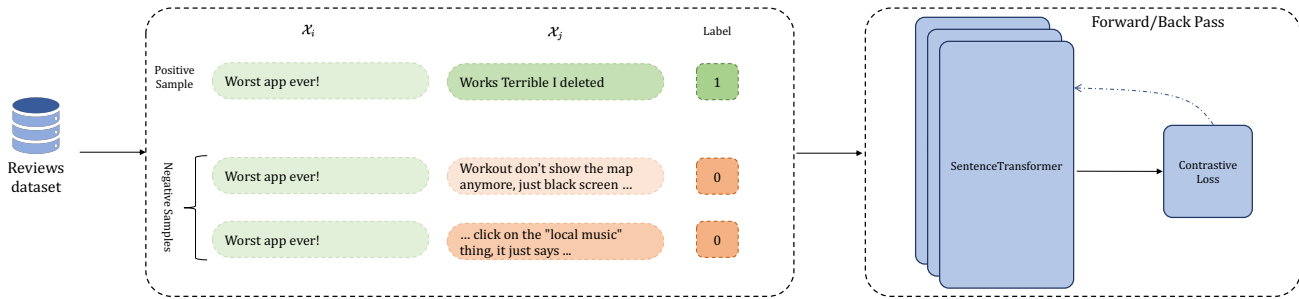 Reviews
dataset
𝒳i
𝒳j
Label
Positive
Sample
Worst app ever!
Works Terrible I deleted
1
Negative Samples
Worst app ever!
Workout don't show the map
anymore, just black screen ...
0
Worst app ever!
... click on the "local music"
thing, it just says ...
0
Forward/Back Pass
SentenceTransformer
Contrastive
Loss